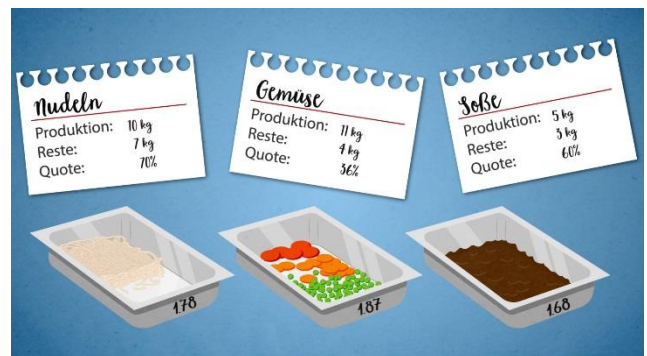 Nudeln
Produktion: 10 kg
Reste: 7 kg
Quote: 70%
Gemüse
Produktion: 11 kg
Reste: 4 kg
Quote: 36%
Soße
Produktion: 5 kg
Reste: 3 kg
Quote: 60%
1.78
1.87
1.68